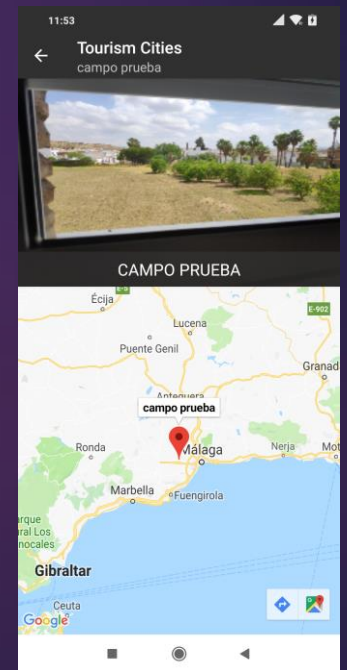 11:53
Tourism Cities
campo prueba
CAMPO PRUEBA
Écija
E-902
Lucena
Puente Genil
Granad
Antequera
campo prueba
Ronda
Málaga
Nerja
Mot
Marbella
Fuengirola
arque
ral Los
nocales
Gibraltar
Ceuta
Google